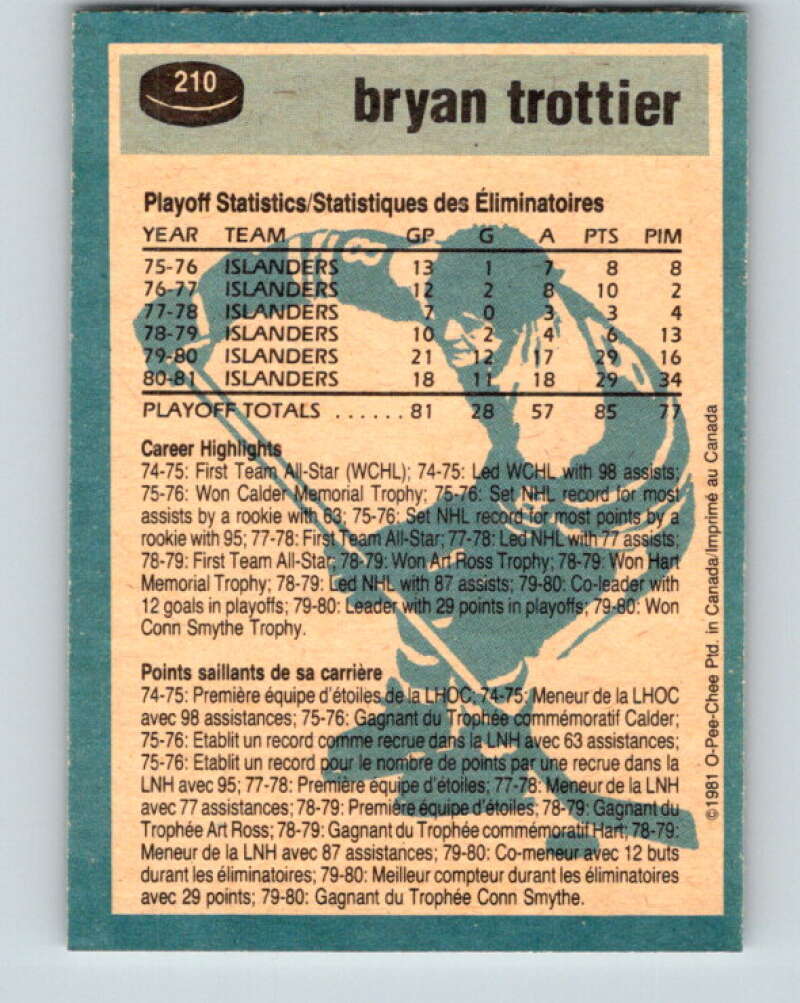 210
bryan trottier
Playoff Statistics/Statistiques des Éliminatoires
YEAR TEAM GP G A PTS PIM
75-76 ISLANDERS 13 1 7 8 8
76-77 ISLANDERS 12 2 8 10 2
77-78 ISLANDERS 7 0 3 3 4
78-79 ISLANDERS 10 2 4 6 13
79-80 ISLANDERS 21 12 17 29 16
80-81 ISLANDERS 18 11 18 29 34
PLAYOFF TOTALS ...... 81 28 57 85 77
Career Highlights
74-75: First Team All-Star (WCHL); 74-75: Led WCHL with 98 assists;
75-76: Won Calder Memorial Trophy; 75-76: Set NHL record for most
assists by a rookie with 63; 75-76: Set NHL record for most points by a
rookie with 95; 77-78: First Team All-Star; 77-78: Led NHL with 77 assists;
78-79: First Team All-Star; 78-79: Won Art Ross Trophy; 78-79: Won Hart
Memorial Trophy; 78-79: Led NHL with 87 assists; 79-80: Co-leader with
12 goals in playoffs; 79-80: Leader with 29 points in playoffs; 79-80: Won
Conn Smythe Trophy.
Points saillants de sa carrière
74-75: Première équipe d'étoiles de la LHOC; 74-75: Meneur de la LHOC
avec 98 assistances; 75-76: Gagnant du Trophée commémoratif Calder;
75-76: Etablit un record comme recrue dans la LNH avec 63 assistances;
75-76: Etablit un record pour le nombre de points par une recrue dans la
LNH avec 95; 77-78: Première équipe d'étoiles; 77-78: Meneur de la LNH
avec 77 assistances; 78-79: Première équipe d'étoiles; 78-79: Gagnant du
Trophée Art Ross; 78-79: Gagnant du Trophée commémoratif Hart; 78-79:
Meneur de la LNH avec 87 assistances; 79-80: Co-meneur avec 12 buts
durant les éliminatoires; 79-80: Meilleur compteur durant les éliminatoires
avec 29 points; 79-80: Gagnant du Trophée Conn Smythe.
©1981 O-Pee-Chee Ptd. in Canada/Imprimé au Canada